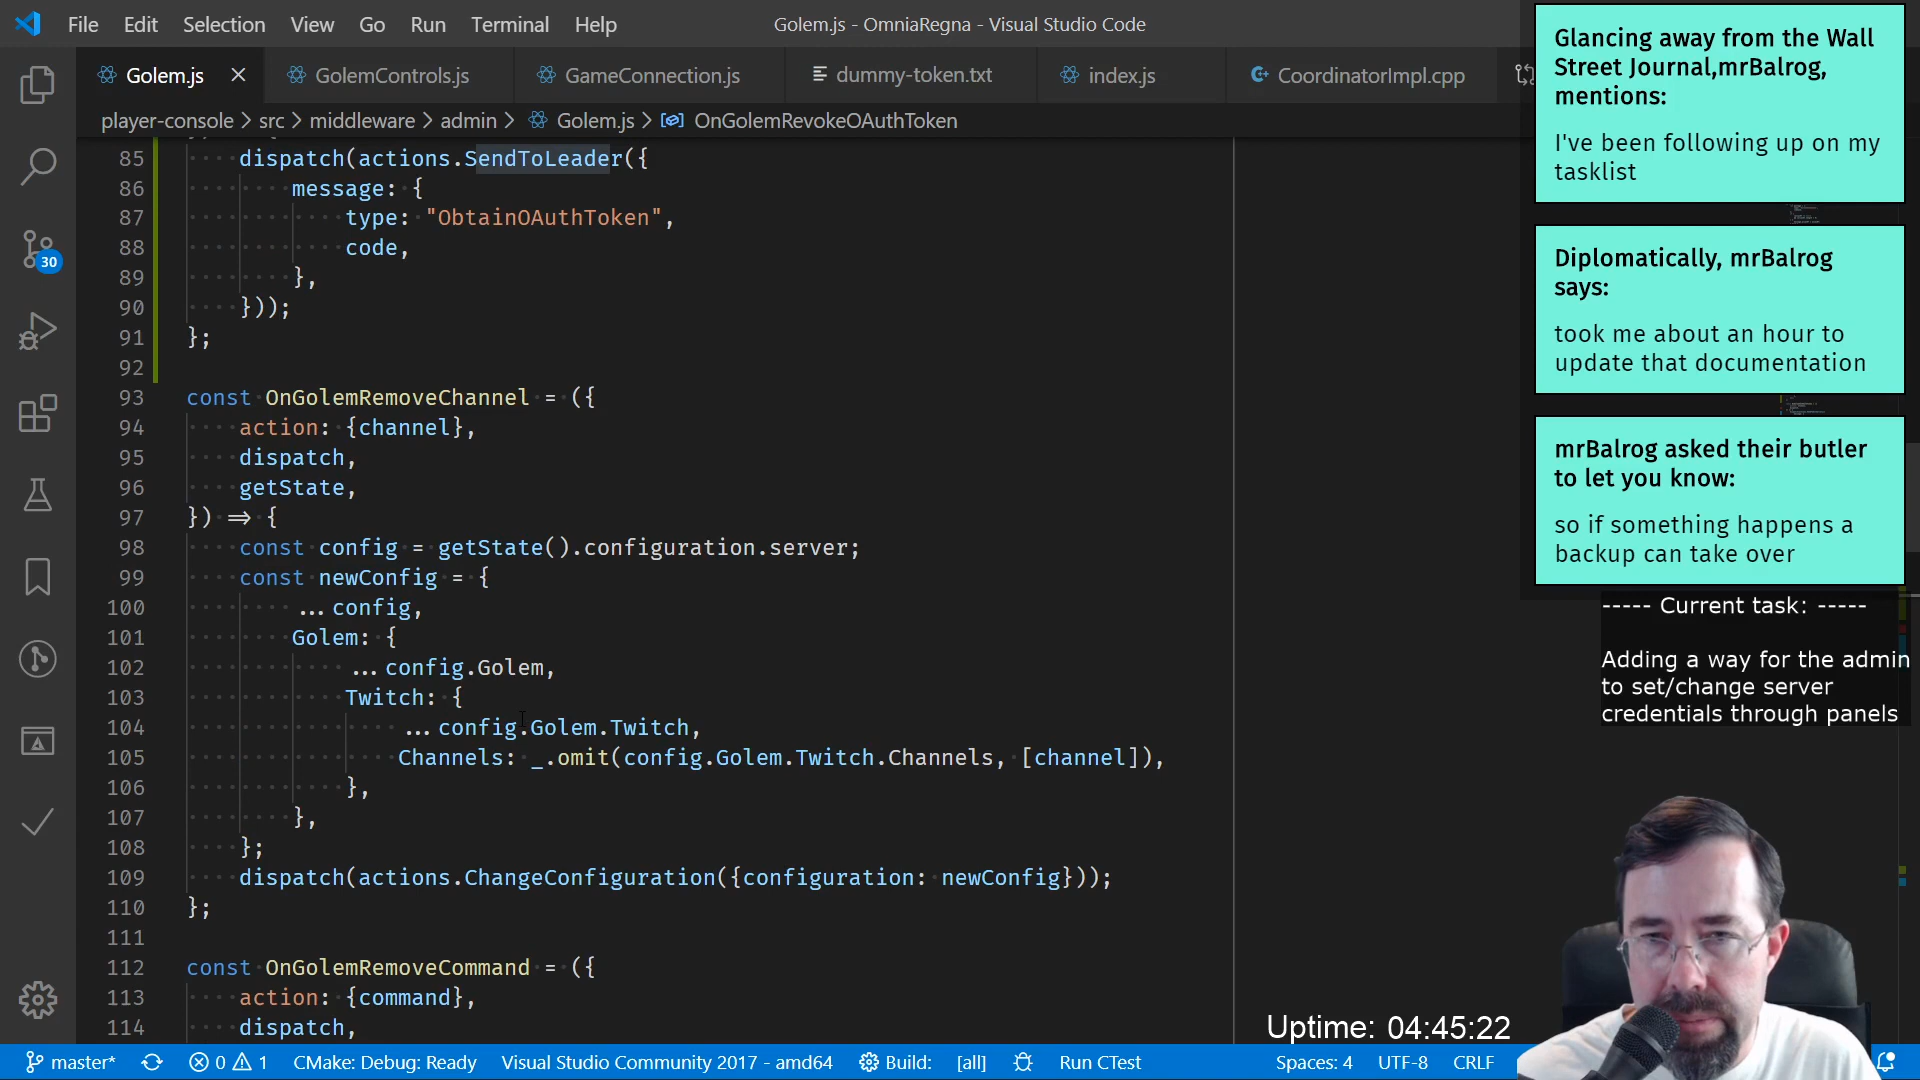 File Edit Selection View Go Run Terminal Help
Golem.js - OmniaRegna - Visual Studio Code
Golem.js GolemControls.js GameConnection.js dummy-token.txt index.js CoordinatorImpl.cpp
player-console > src > middleware > admin > Golem.js > OnGolemRevokeOAuthToken
85 dispatch(actions.SendToLeader({
86 message: {
87 type: "ObtainOAuthToken",
88 code,
89 },
90 }));
91 };
92
93 const OnGolemRemoveChannel = ({
94 action: {channel},
95 dispatch,
96 getState,
97 }) => {
98 const config = getState().configuration.server;
99 const newConfig = {
100 ...config,
101 Golem: {
102 ...config.Golem,
103 Twitch: {
104 ...config.Golem.Twitch,
105 Channels: _.omit(config.Golem.Twitch.Channels, [channel]),
106 },
107 },
108 };
109 dispatch(actions.ChangeConfiguration({configuration: newConfig}));
110 };
111
112 const OnGolemRemoveCommand = ({
113 action: {command},
114 dispatch,
30
Glancing away from the Wall
Street Journal,mrBalrog,
mentions:
I've been following up on my
tasklist
Diplomatically, mrBalrog
says:
took me about an hour to
update that documentation
mrBalrog asked their butler
to let you know:
so if something happens a
backup can take over
----- Current task: -----
Adding a way for the admin
to set/change server
credentials through panels
Uptime: 04:45:22
master* 0 1 CMake: Debug: Ready Visual Studio Community 2017 - amd64 Build: [all] Run CTest Spaces: 4 UTF-8 CRLF